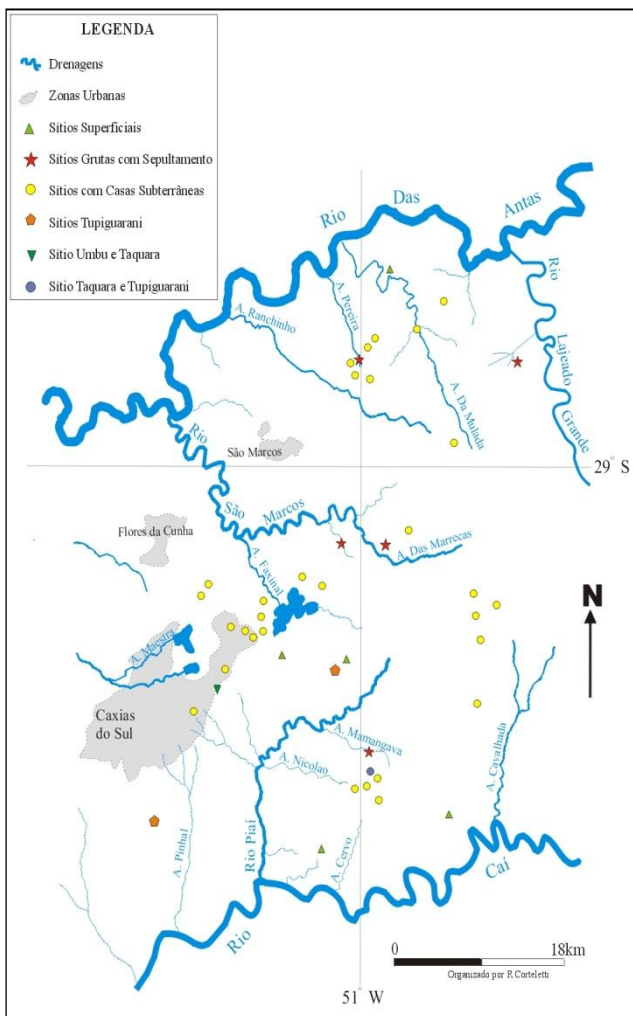 LEGENDA
Drenagens
Zonas Urbanas
Sítios Superficiais
Sítios Grutas com Sepultamento
Sítios com Casas Subterrâneas
Sítios Tupiguarani
Sítio Umbu e Taquara
Sítio Taquara e Tupiguarani
Rio Das Antas
Rio Lajeado Grande
A. Pereira
A. Ranchinho
A. Da Mulada
Rio São Marcos
São Marcos
29° S
Flores da Cunha
A. Das Marrecas
A. Faxinal
N
A. Maestra
Caxias
do Sul
A. Mamangava
A. Nicolao
A. Cavalhada
A. Pinhal
Rio Piai
A. Cervo
Rio Caí
0 18km
Organizado por R.Corteletti
51° W